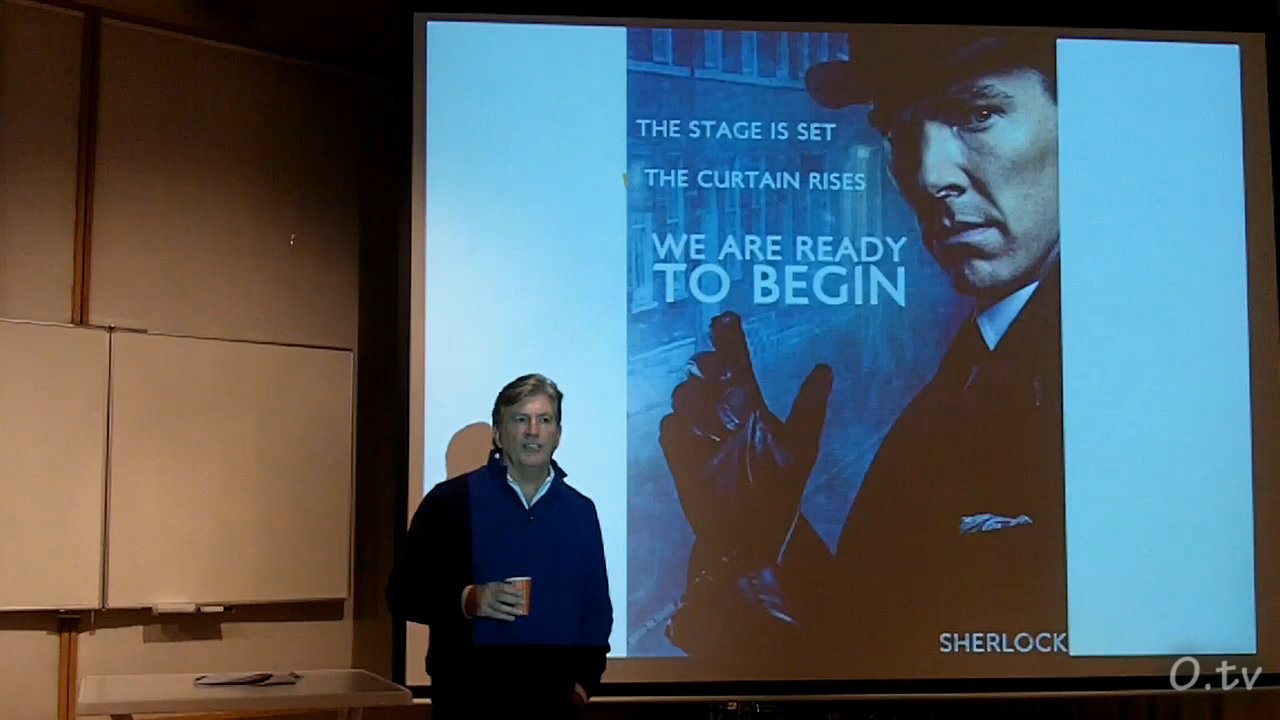 THE STAGE IS SET
THE CURTAIN RISES
WE ARE READY
TO BEGIN
SHERLOCK
O.tv